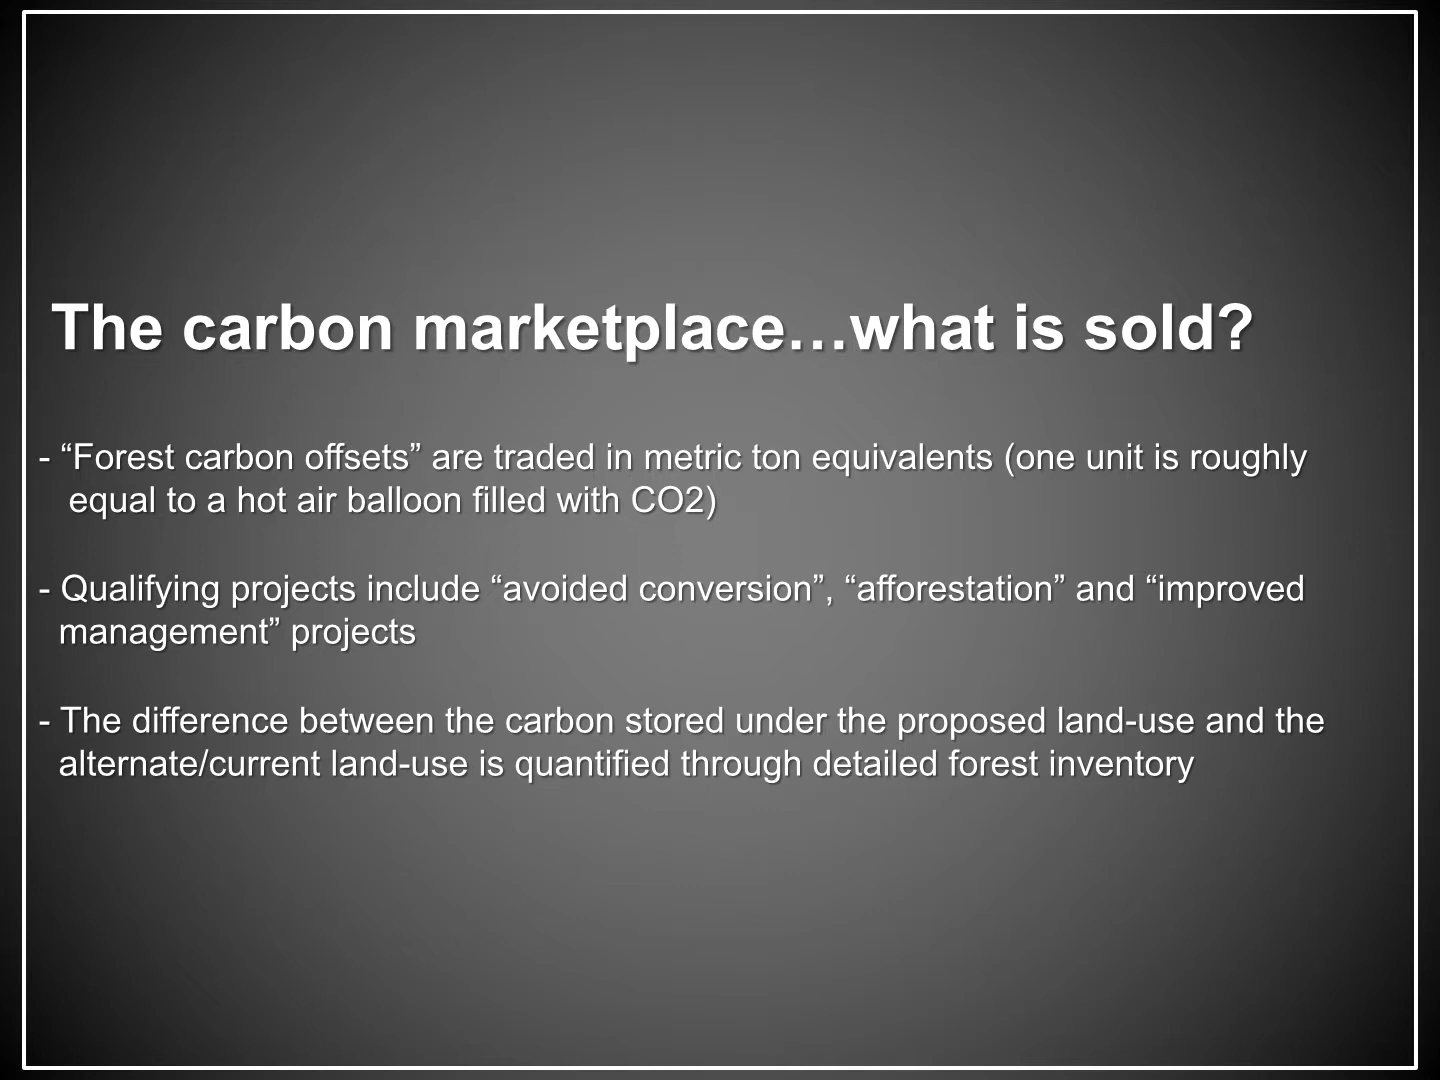 The carbon marketplace…what is sold?
- “Forest carbon offsets” are traded in metric ton equivalents (one unit is roughly
equal to a hot air balloon filled with CO2)
- Qualifying projects include “avoided conversion”, “afforestation” and “improved
management” projects
- The difference between the carbon stored under the proposed land-use and the
alternate/current land-use is quantified through detailed forest inventory